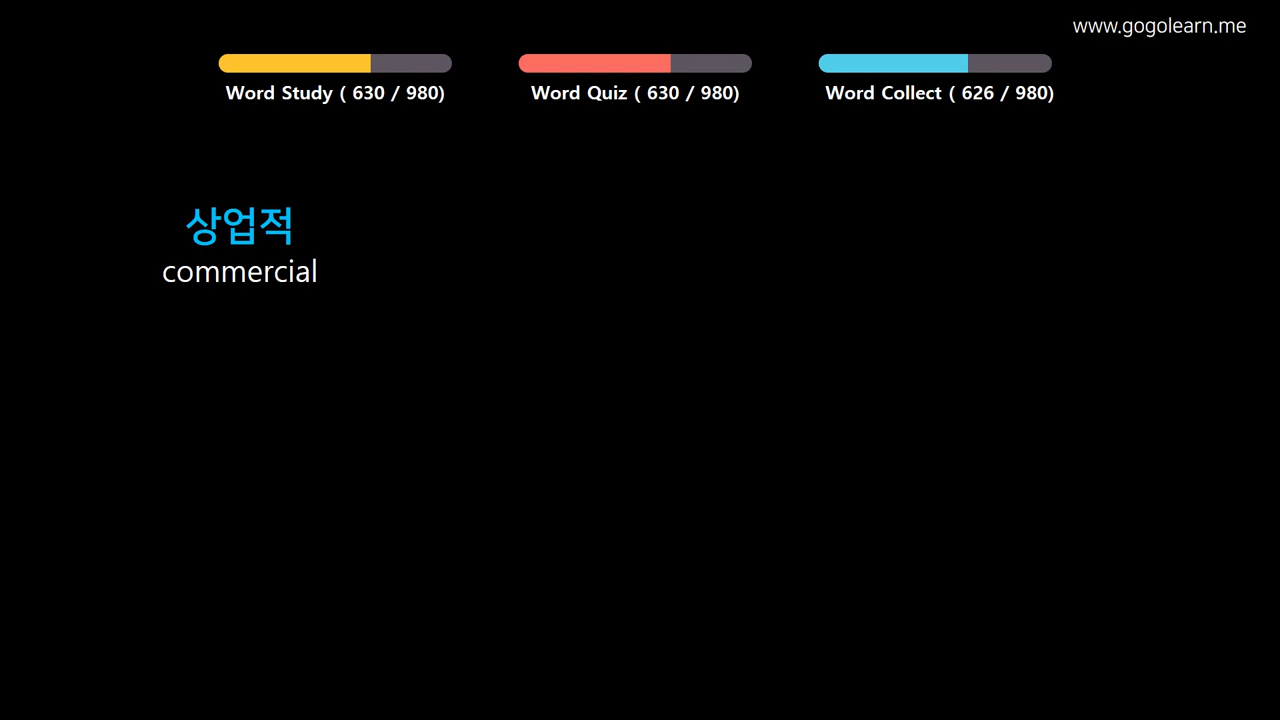 www.gogolearn.me
Word Study ( 630 / 980)
Word Quiz ( 630 / 980)
Word Collect ( 626 / 980)
상업적
commercial